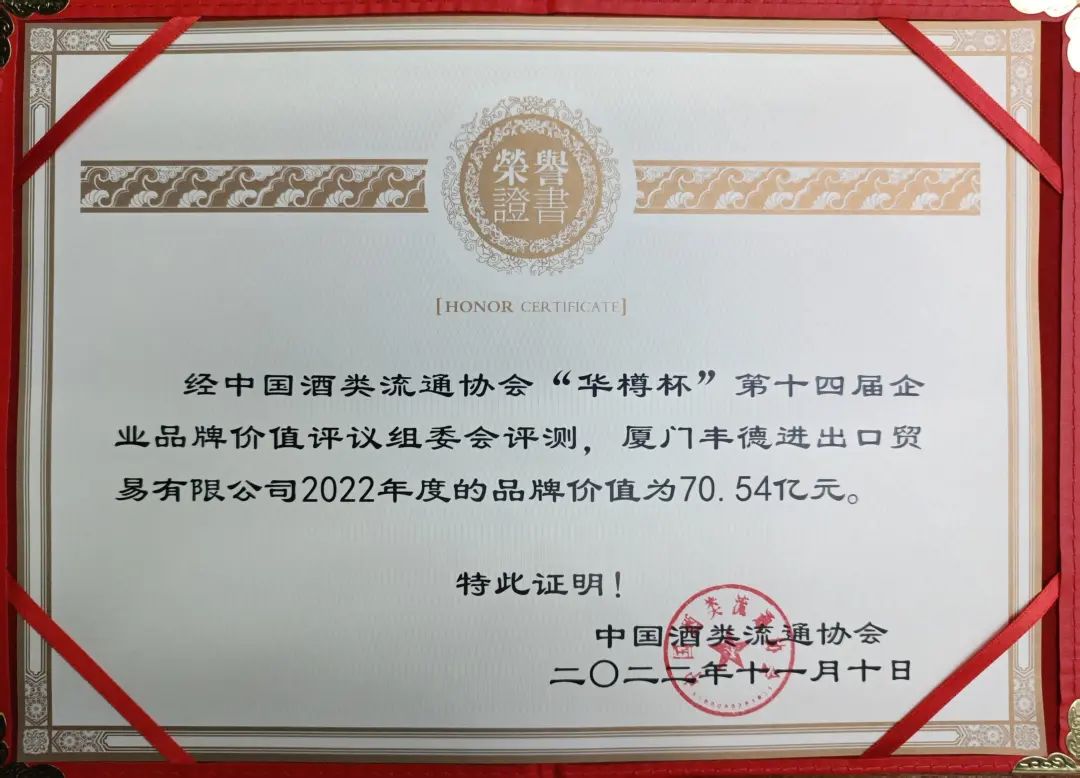 榮譽
證書
[HONOR CERTIFICATE]
经中国酒类流通协会“华樽杯”第十四届企
业品牌价值评议组委会评测，厦门丰德进出口贸
易有限公司2022年度的品牌价值为70.54亿元。
特此证明！
中国酒类流通协会
二〇二二年十一月十日